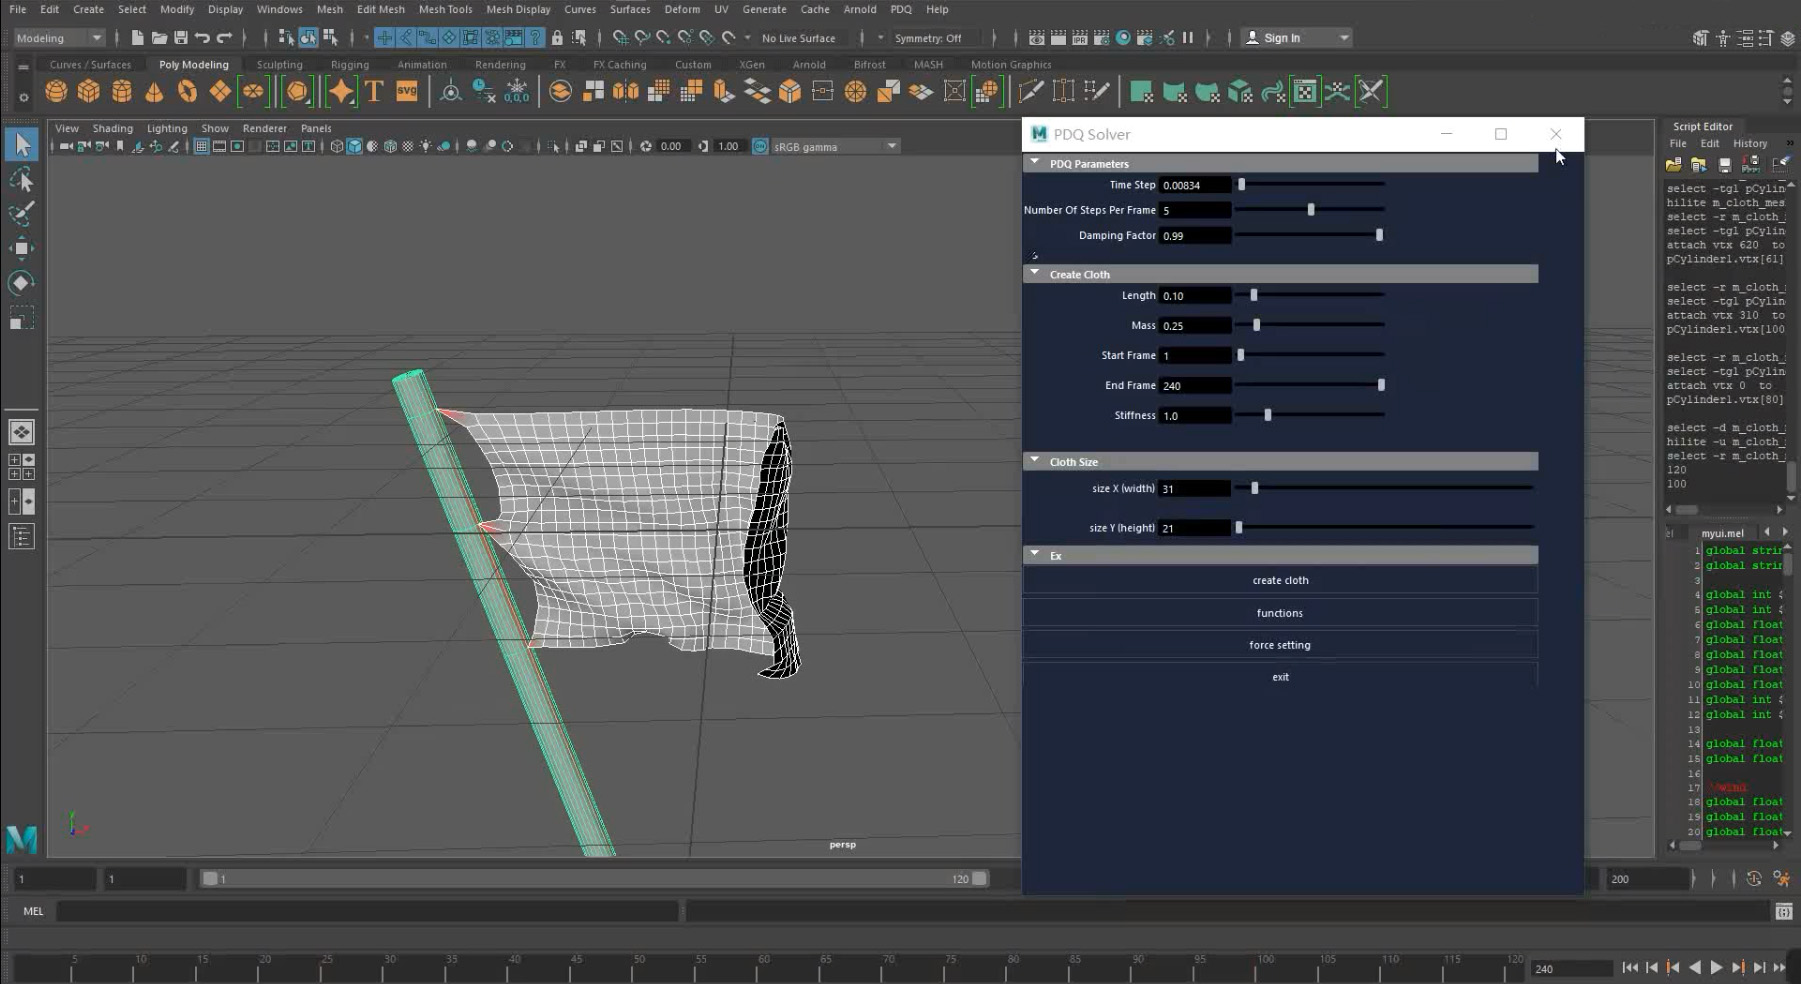 File Edit Create Select Modify Display Windows Mesh Edit Mesh Mesh Tools Mesh Display Curves Surfaces Deform UV Generate Cache Arnold PDQ Help
Modeling No Live Surface Symmetry: Off Sign In
Curves / Surfaces Poly Modeling Sculpting Rigging Animation Rendering FX FX Caching Custom XGen Arnold Bifrost MASH Motion Graphics
T svg 0,0,0
View Shading Lighting Show Renderer Panels
0.00 1.00 sRGB gamma
PDQ Solver
PDQ Parameters
Time Step 0.00834
Number Of Steps Per Frame 5
Damping Factor 0.99
Create Cloth
Length 0.10
Mass 0.25
Start Frame 1
End Frame 240
Stiffness 1.0
Cloth Size
size X (width) 31
size Y (height) 21
Ex
create cloth
functions
force setting
exit
Script Editor
File Edit History »
select -tgl pCylin
hilite m_cloth_mes
select -r m_cloth_
select -tgl pCylin
attach vtx 620 to
pCylinder1.vtx[61]
select -r m_cloth_
select -tgl pCylin
attach vtx 310 to
pCylinder1.vtx[100
select -r m_cloth_
select -tgl pCylin
attach vtx 0 to
pCylinder1.vtx[80]
select -d m_cloth_
hilite -u m_cloth_
select -r m_cloth_
120
100
myui.mel
1 global strin
2 global strin
3
4 global int $
5 global int $
6 global float
7 global float
8 global float
9 global float
10 global float
11 global int $
12 global int $
13
14 global float
15 global float
16
17
18 global float
19 global float
20 global float
persp
1 1 1 120 200
MEL
5 10 15 20 25 30 35 40 45 50 55 60 65 70 75 80 85 90 95 100 105 110 115 120 240